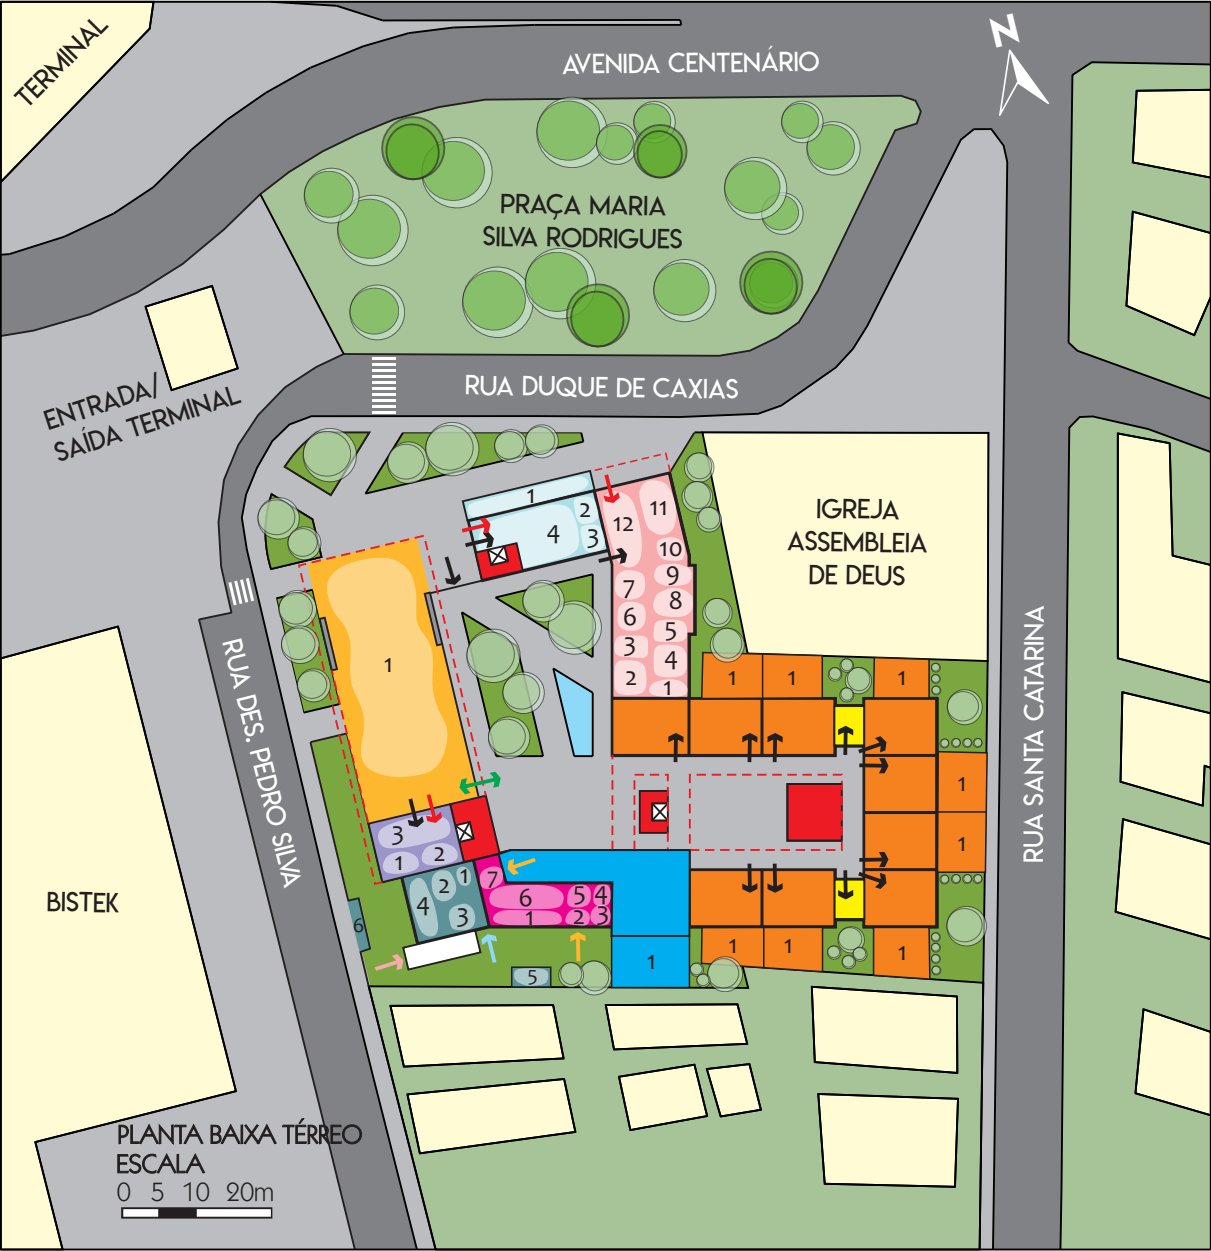 TERMINAL
AVENIDA CENTENÁRIO
N
PRAÇA MARIA
SILVA RODRIGUES
RUA DUQUE DE CAXIAS
ENTRADA/
SAÍDA TERMINAL
IGREJA
ASSEMBLEIA
DE DEUS
1
2
4
3
12
11
10
9
7
8
6
5
3
4
2
1
1
1
1
1
RUA DES. PEDRO SILVA
RUA SANTA CATARINA
1
1
3
1
2
4
2
1
3
7
6
5
4
1
2
3
6
5
1
1
1
1
BISTEK
PLANTA BAIXA TÉRREO
ESCALA
0 5 10 20m